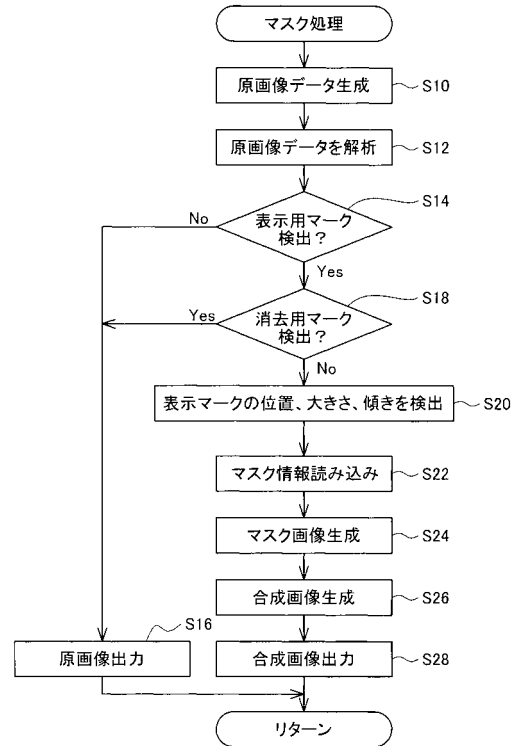 マスク処理
原画像データ生成
S10
原画像データを解析
S12
表示用マーク
検出?
S14
No
Yes
消去用マーク
検出?
S18
Yes
No
表示マークの位置、大きさ、傾きを検出
S20
マスク情報読み込み
S22
マスク画像生成
S24
合成画像生成
S26
原画像出力
S16
合成画像出力
S28
リターン